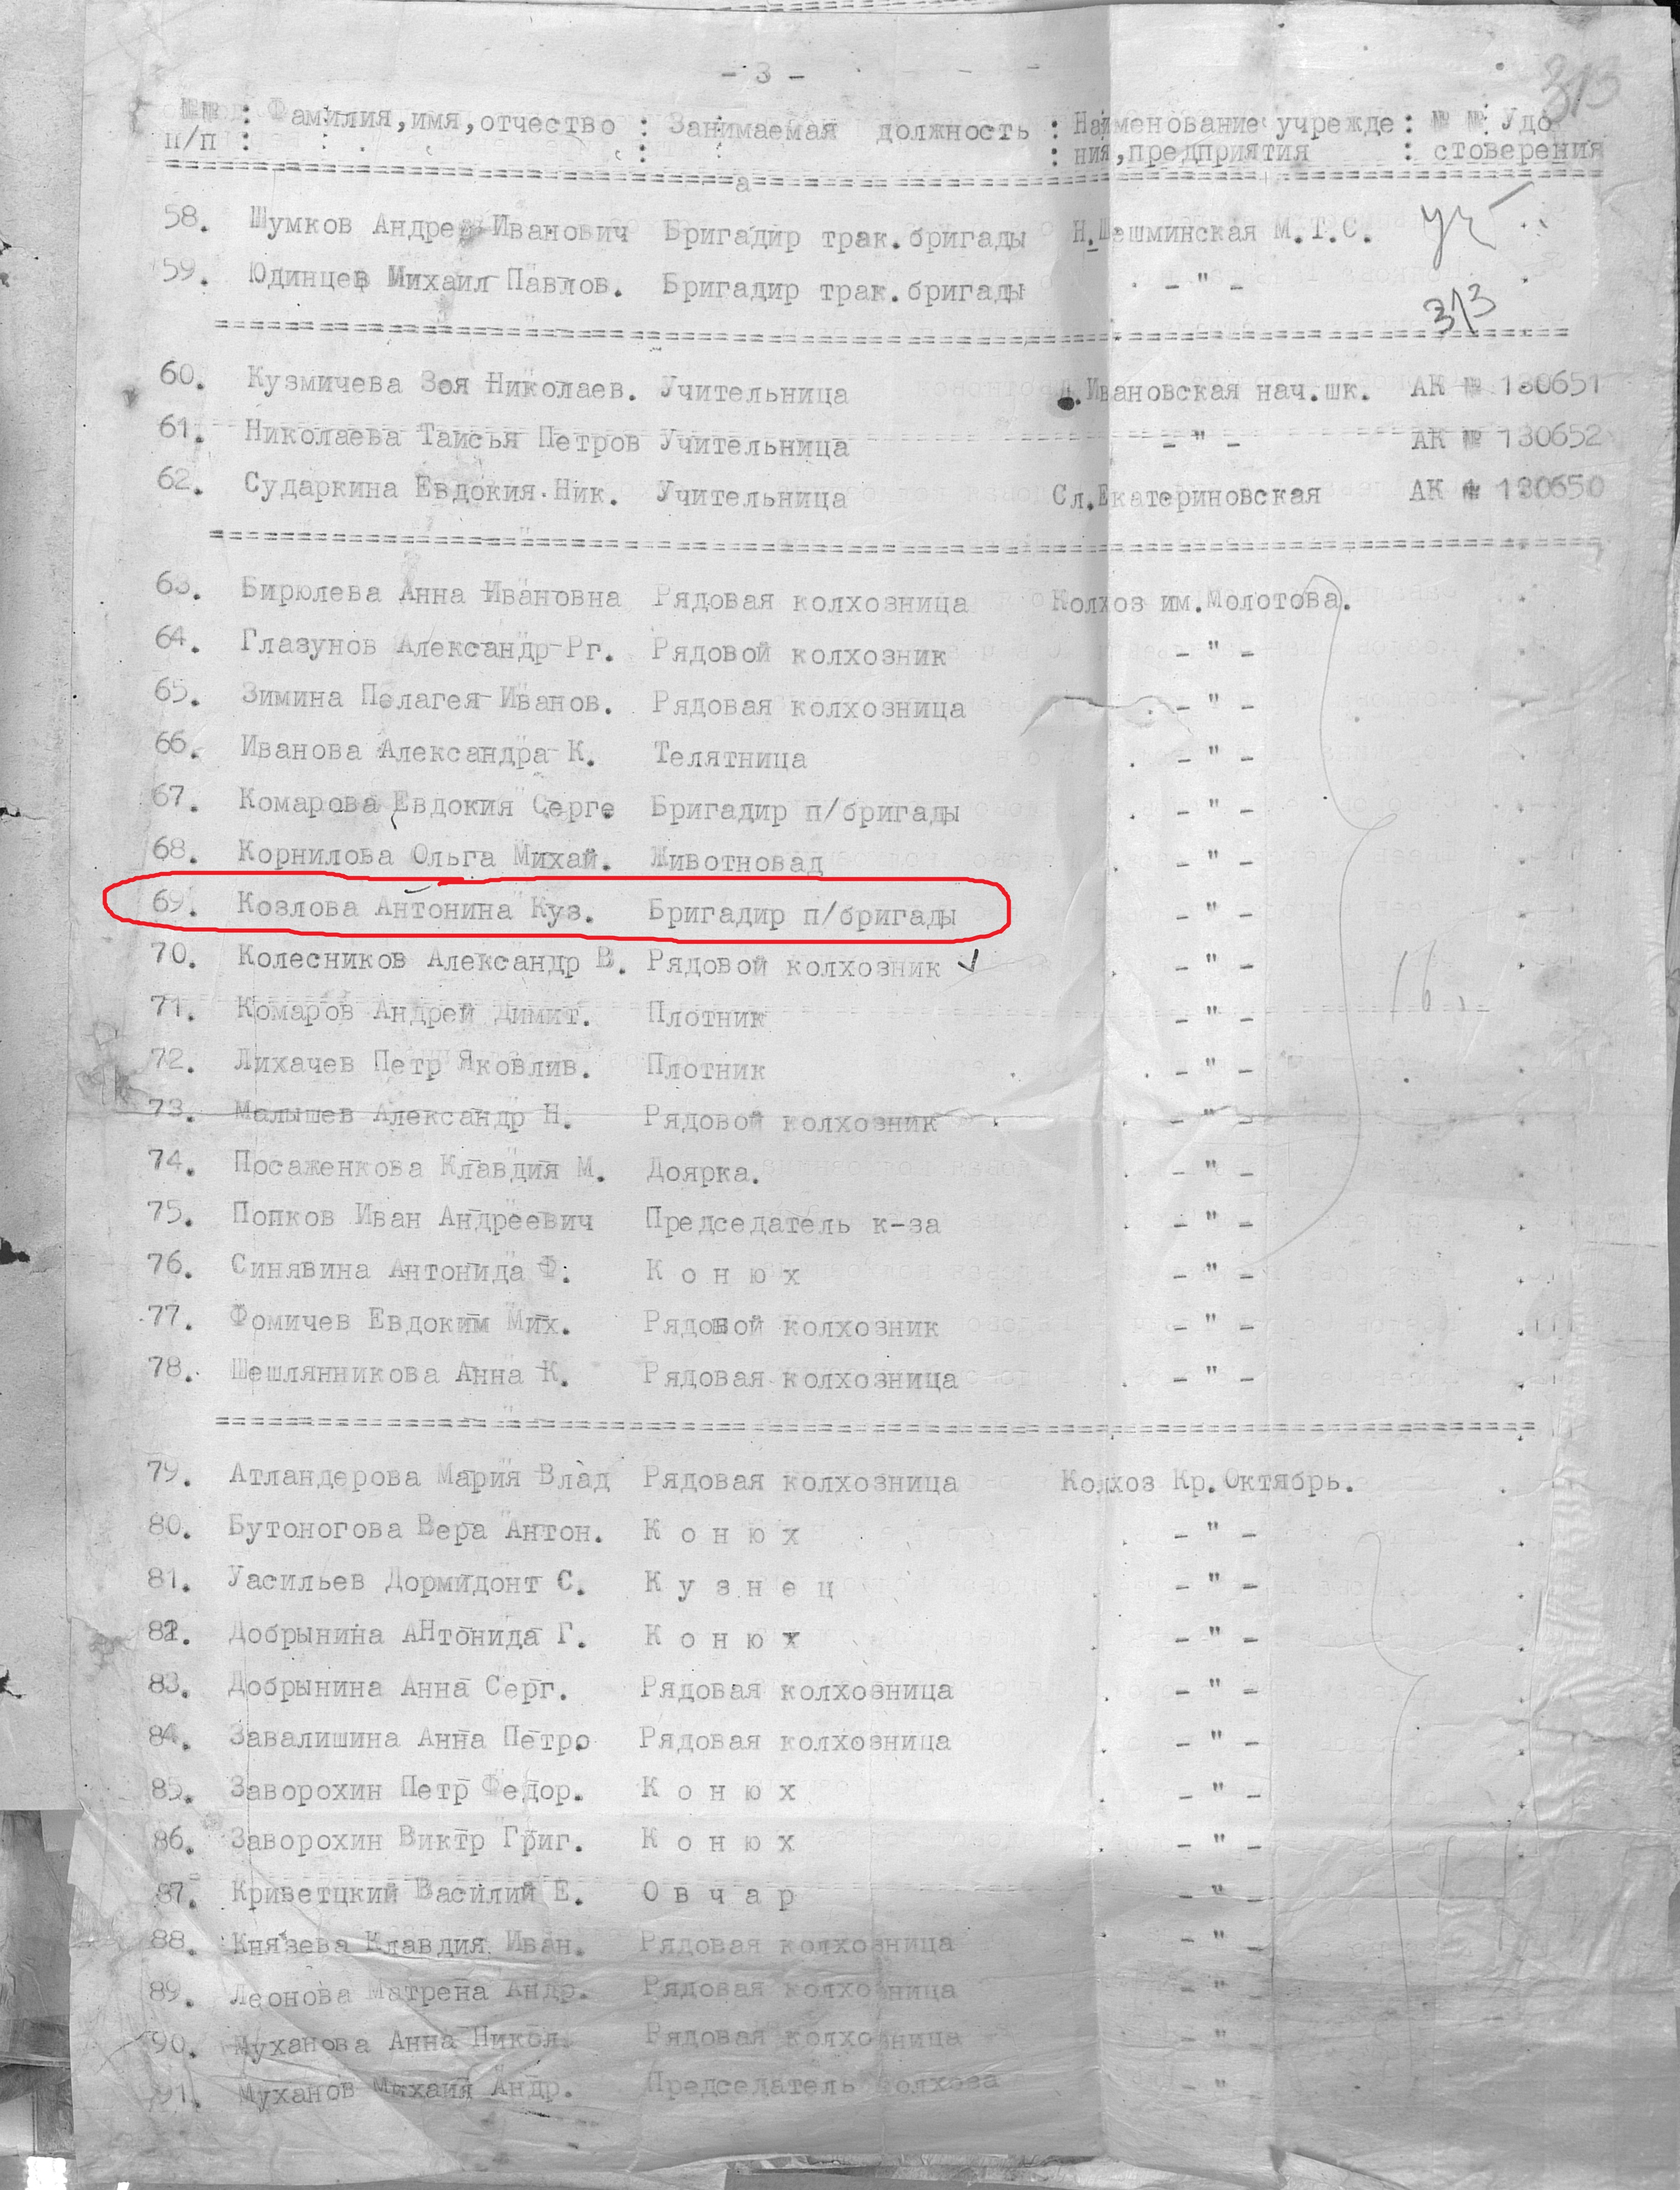 - 3 -
313
№№ : Фамилия,имя,отчество : Занимаемая должность : Наименование учрежде : № № Удо
п/п : : : ния,предприятия : стоверения
58. Шумков Андрей Иванович Бригадир трак.бригады Н.Шешминская М.Т.С. уч
59. Юдинцев Михаил Павлов. Бригадир трак.бригады - " -
313
60. Кузмичева Зоя Николаев. Учительница Ивановская нач.шк. АК № 130651
61. Николаева Таисья Петров Учительница - " - АК № 130652
62. Сударкина Евдокия Ник. Учительница Сл.Екатериновская АК № 130650
63. Бирюлева Анна Ивановна Рядовая колхозница Колхоз им.Молотова.
64. Глазунов Александр Рг. Рядовой колхозник - " -
65. Зимина Пелагея Иванов. Рядовая колхозница - " -
66. Иванова Александра К. Телятница - " -
67. Комарова Евдокия Серге Бригадир п/бригады - " -
68. Корнилова Ольга Михай. Животновад - " -
69. Козлова Антонина Куз. Бригадир п/бригады - " -
70. Колесников Александр В. Рядовой колхозник - " -
71. Комаров Андрей Димит. Плотник - " -
16
72. Лихачев Петр Яковлив. Плотник - " -
73. Малышев Александр Н. Рядовой колхозник - " -
74. Посаженкова Клавдия М. Доярка. - " -
75. Попков Иван Андреевич Председатель к-за - " -
76. Синявина Антонида Ф. К о н ю х - " -
77. Фомичев Евдоким Мих. Рядовой колхозник - " -
78. Шешлянникова Анна К. Рядовая колхозница - " -
79. Атландерова Мария Влад Рядовая колхозница Колхоз Кр.Октябрь.
80. Бутоногова Вера Антон. К о н ю х - " -
81. Уасильев Дормидонт С. К у з н е ц - " -
82. Добрынина АНтонида Г. К о н ю х - " -
83. Добрынина Анна Серг. Рядовая колхозница - " -
84. Завалишина Анна Петро Рядовая колхозница - " -
85. Заворохин Петр Федор. К о н ю х - " -
86. Заворохин Виктр Григ. К о н ю х - " -
87. Криветцкий Василий Е. О в ч а р - " -
88. Князева Клавдия Иван. Рядовая колхозница - " -
89. Леонова Матрена Андр. Рядовая колхозница - " -
90. Муханова Анна Никол. Рядовая колхозница - " -
91. Муханов Михаил Андр. Председатель колхоза - " -